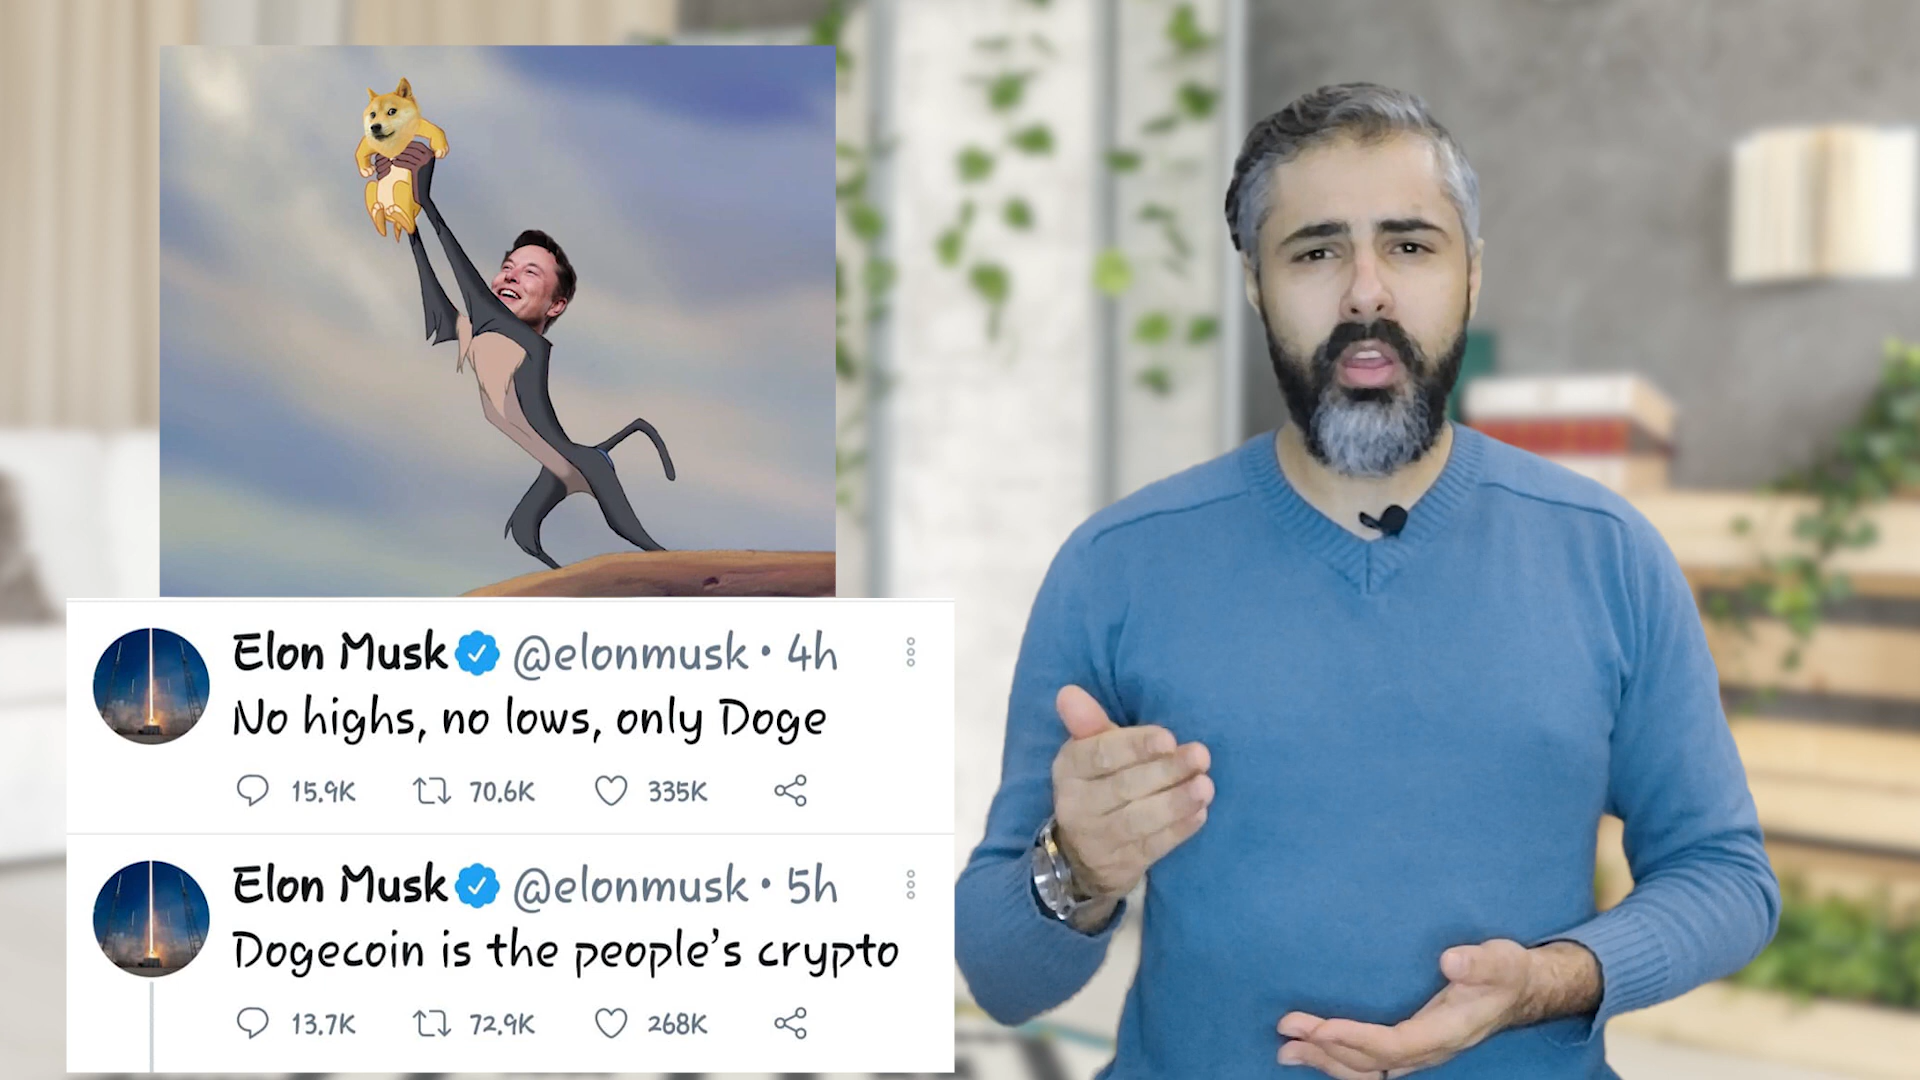 Elon Musk @elonmusk • 4h
No highs, no lows, only Doge
15.9K 70.6K 335K
Elon Musk @elonmusk • 5h
Dogecoin is the people's crypto
13.7K 72.9K 268K